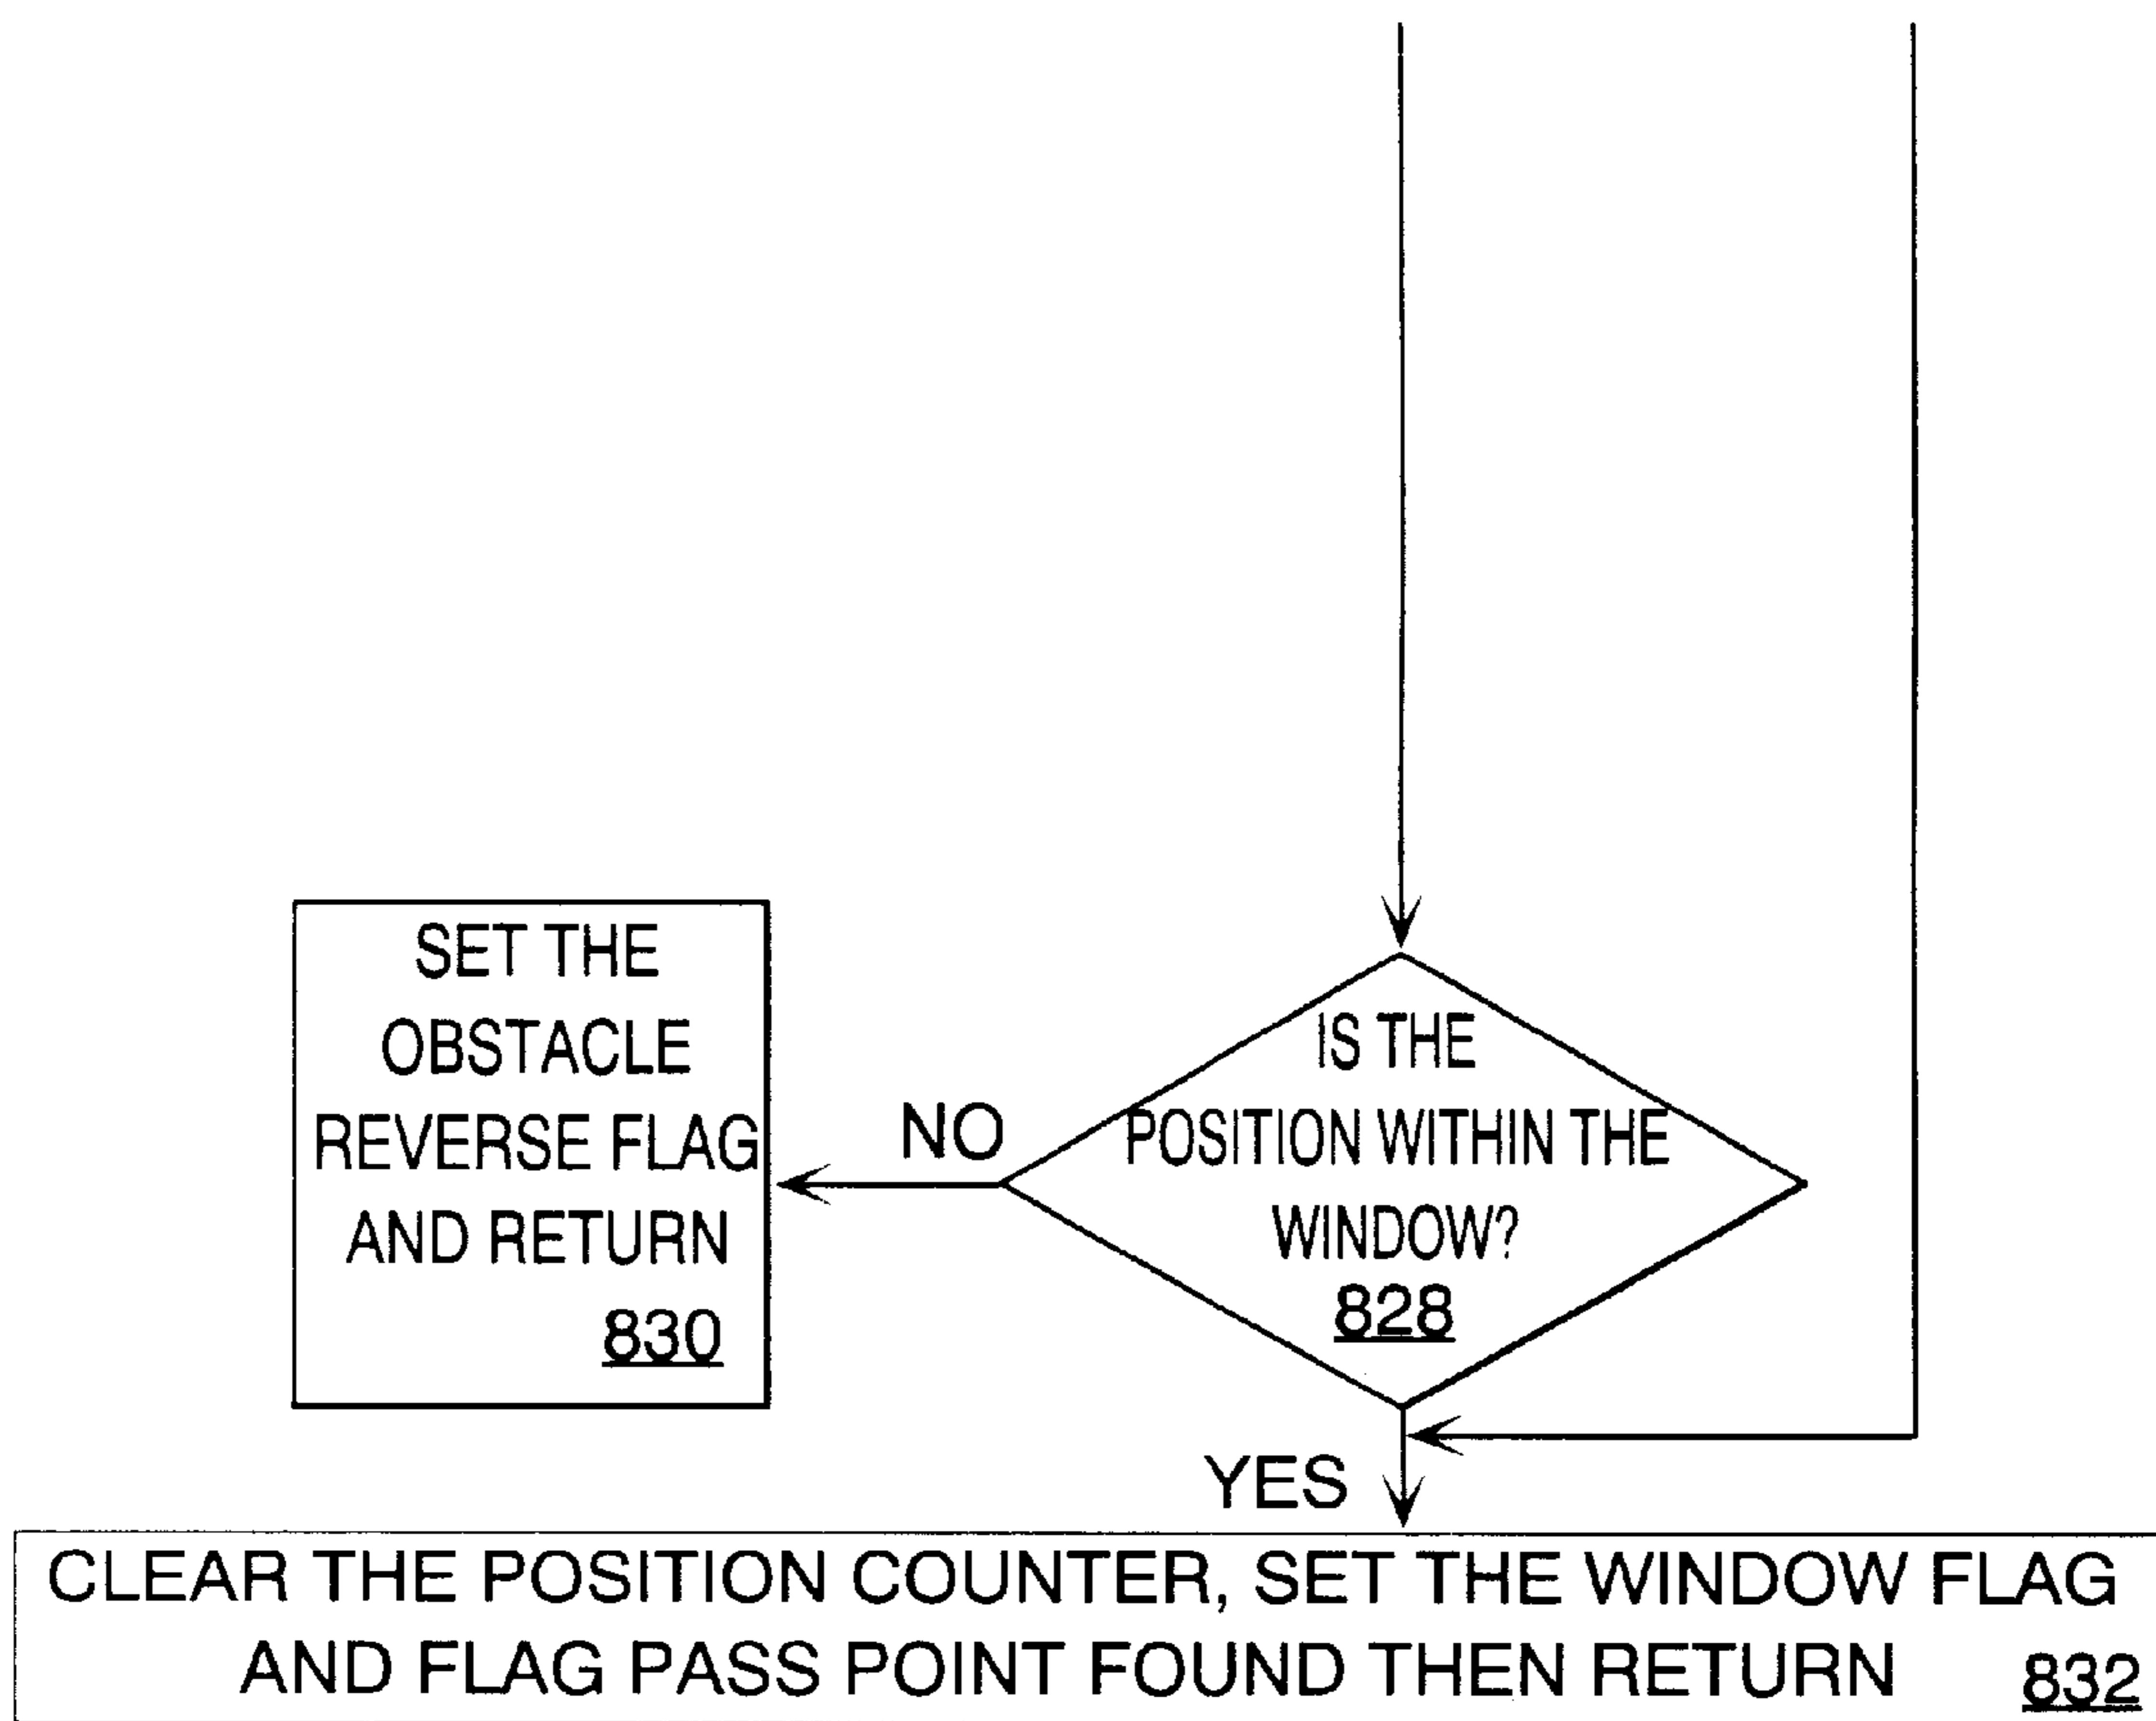 SET THE
OBSTACLE
REVERSE FLAG
AND RETURN
830
NO
IS THE
POSITION WITHIN THE
WINDOW?
828
YES
CLEAR THE POSITION COUNTER, SET THE WINDOW FLAG
AND FLAG PASS POINT FOUND THEN RETURN 832